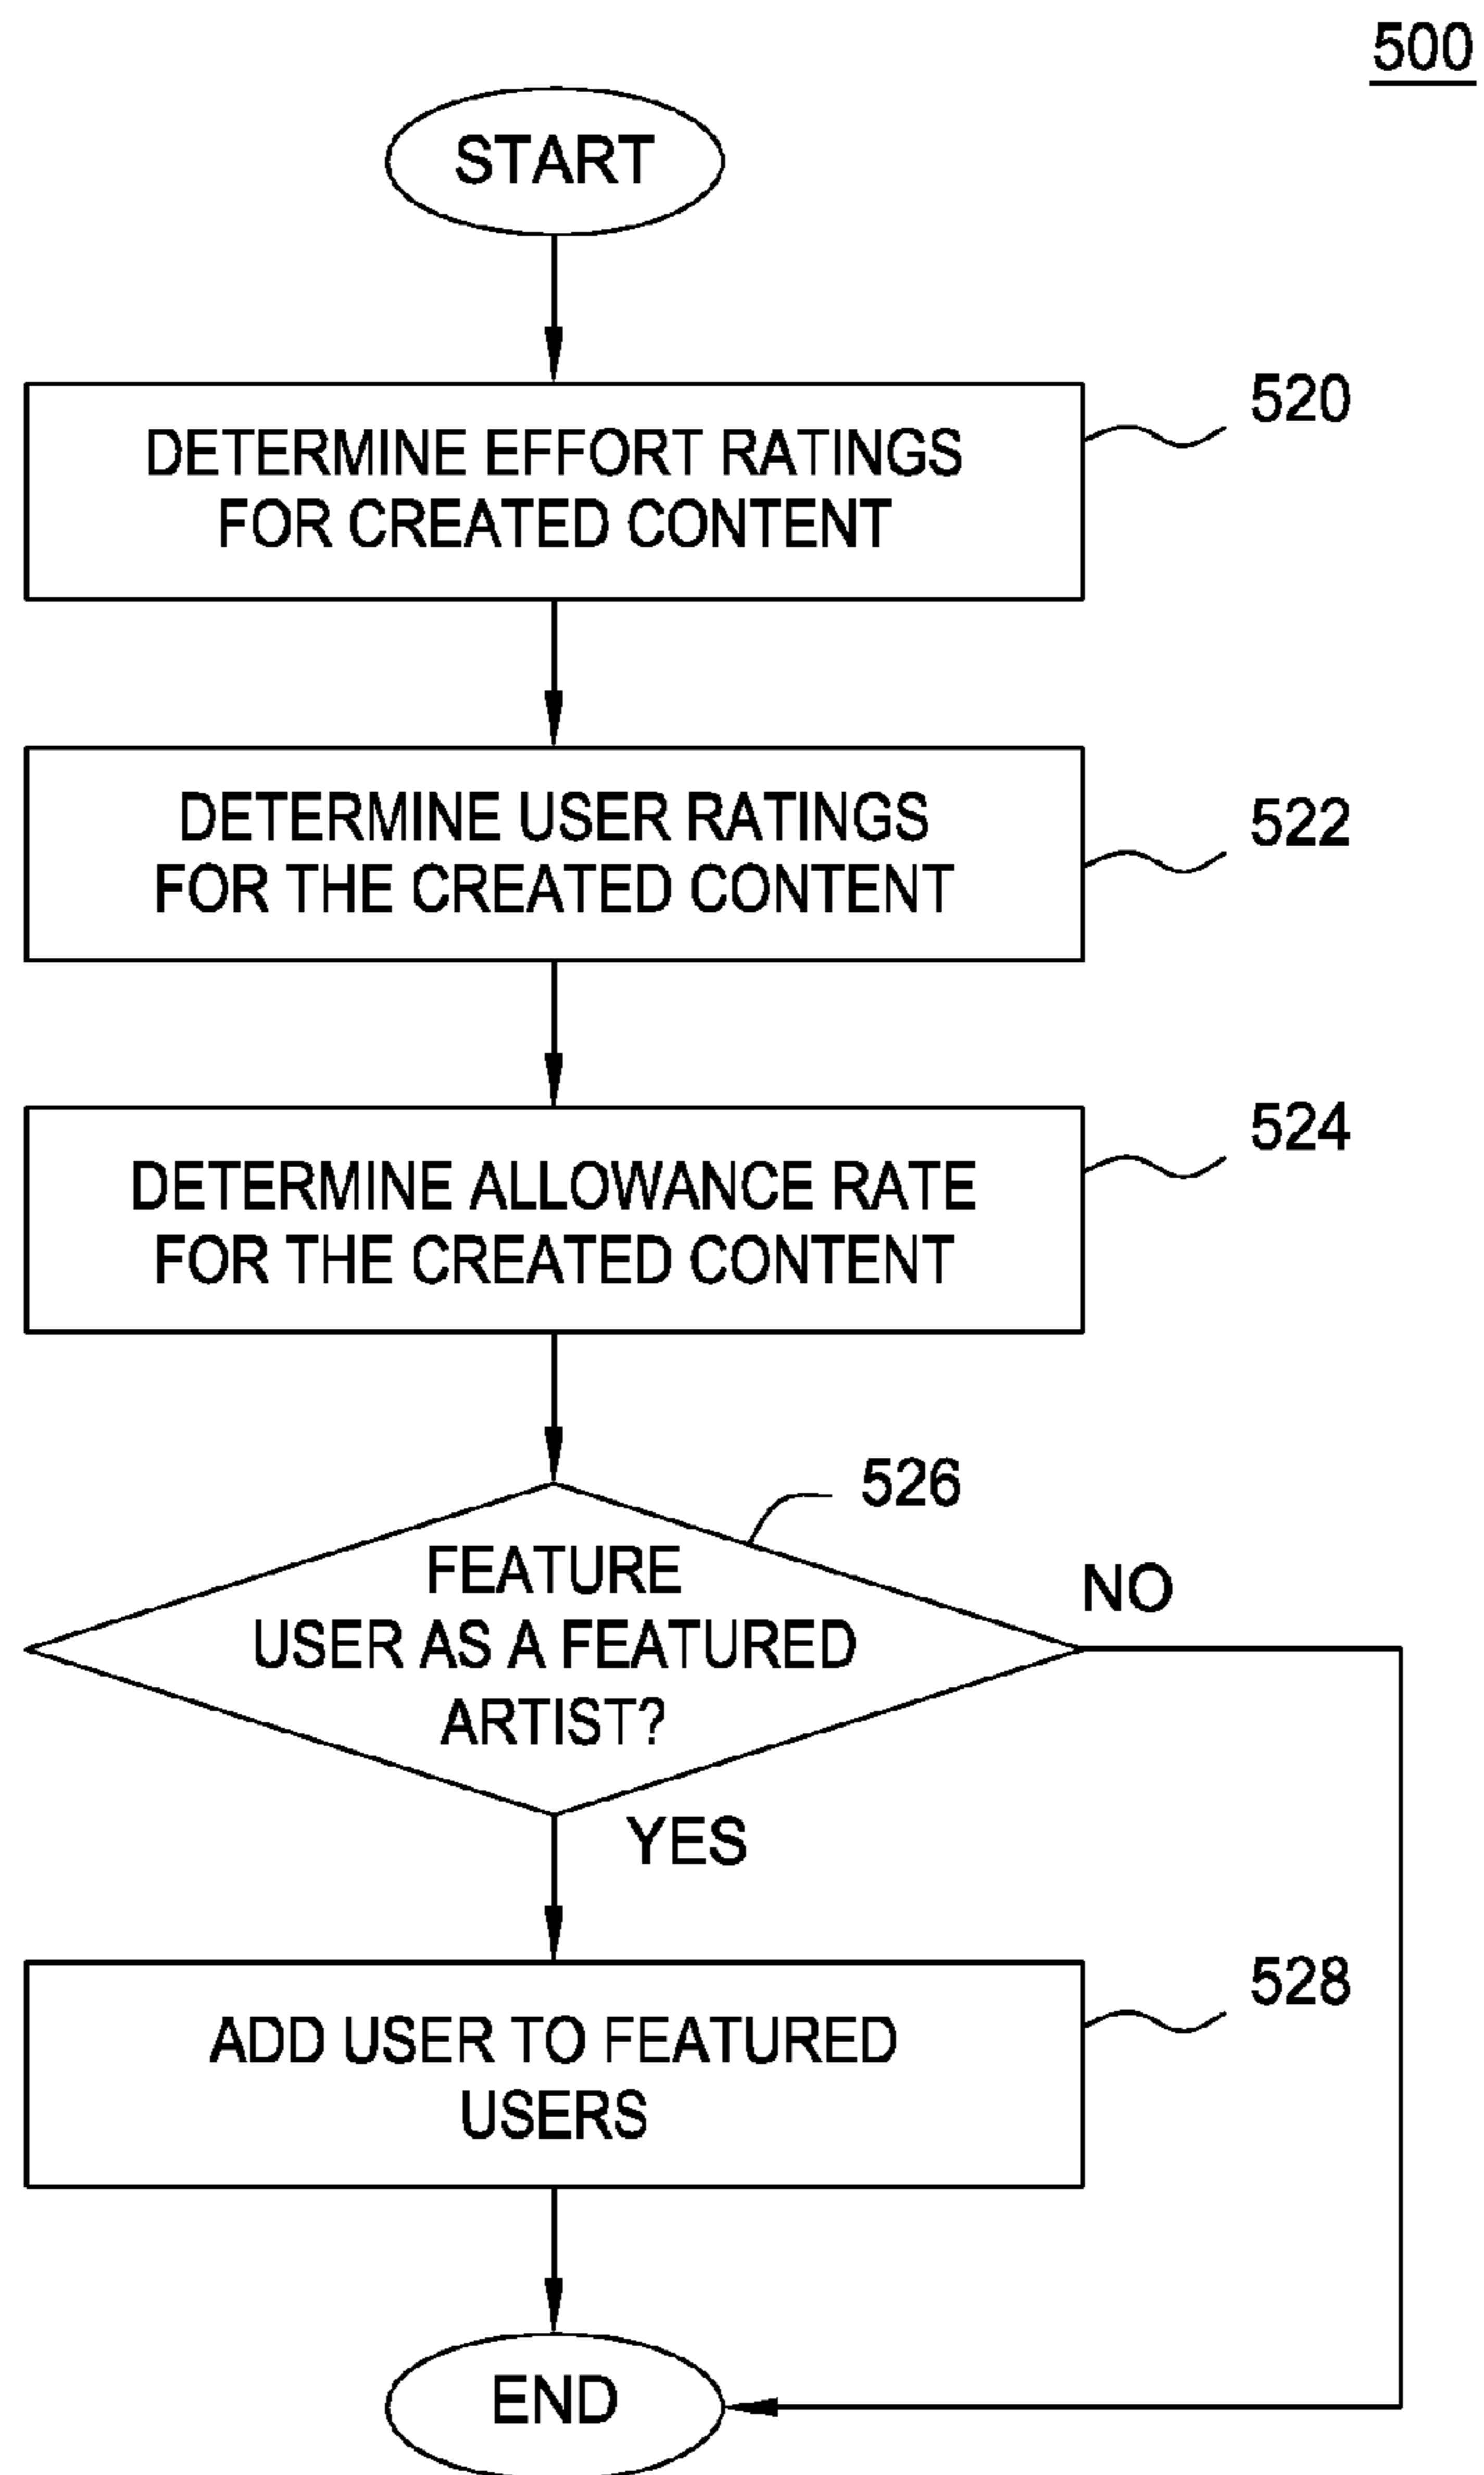 500
START
DETERMINE EFFORT RATINGS
FOR CREATED CONTENT
520
DETERMINE USER RATINGS
FOR THE CREATED CONTENT
522
DETERMINE ALLOWANCE RATE
FOR THE CREATED CONTENT
524
526
FEATURE
USER AS A FEATURED
ARTIST?
NO
YES
ADD USER TO FEATURED
USERS
528
END